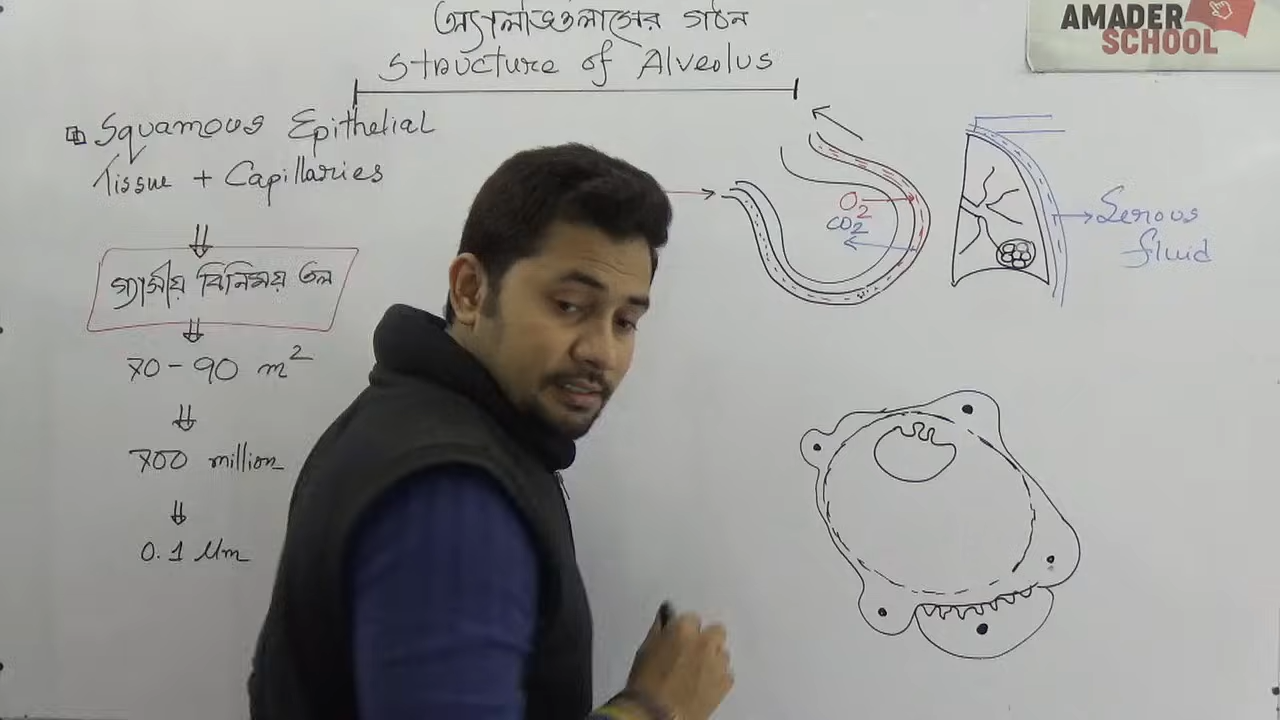 অ্যালভিওলাসের গঠন
Structure of Alveolus
AMADER
SCHOOL
Squamous Epithelial
Tissue + Capillaries
গ্যাসীয় বিনিময় তল
70-90 m²
700 million
0.1 µm
O₂
CO₂
Serous
fluid